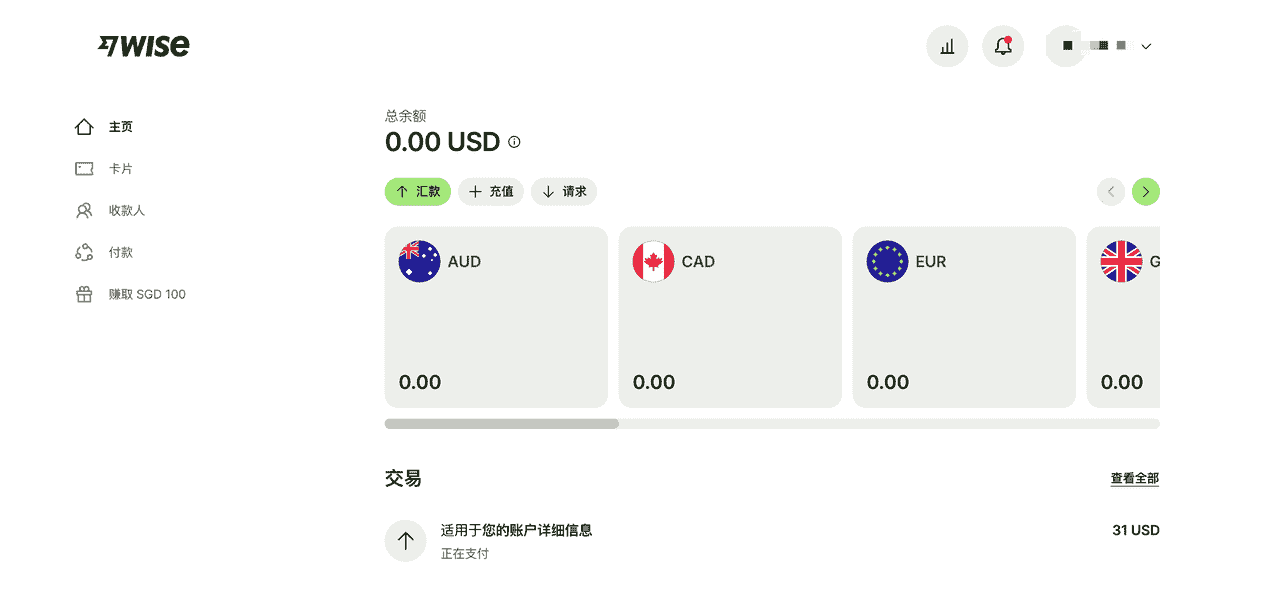 WISE
主页
卡片
收款人
付款
赚取 SGD 100
总余额
0.00 USD
汇款
充值
请求
AUD
CAD
EUR
G
0.00
0.00
0.00
0.00
交易
查看全部
适用于您的账户详细信息
31 USD
正在支付